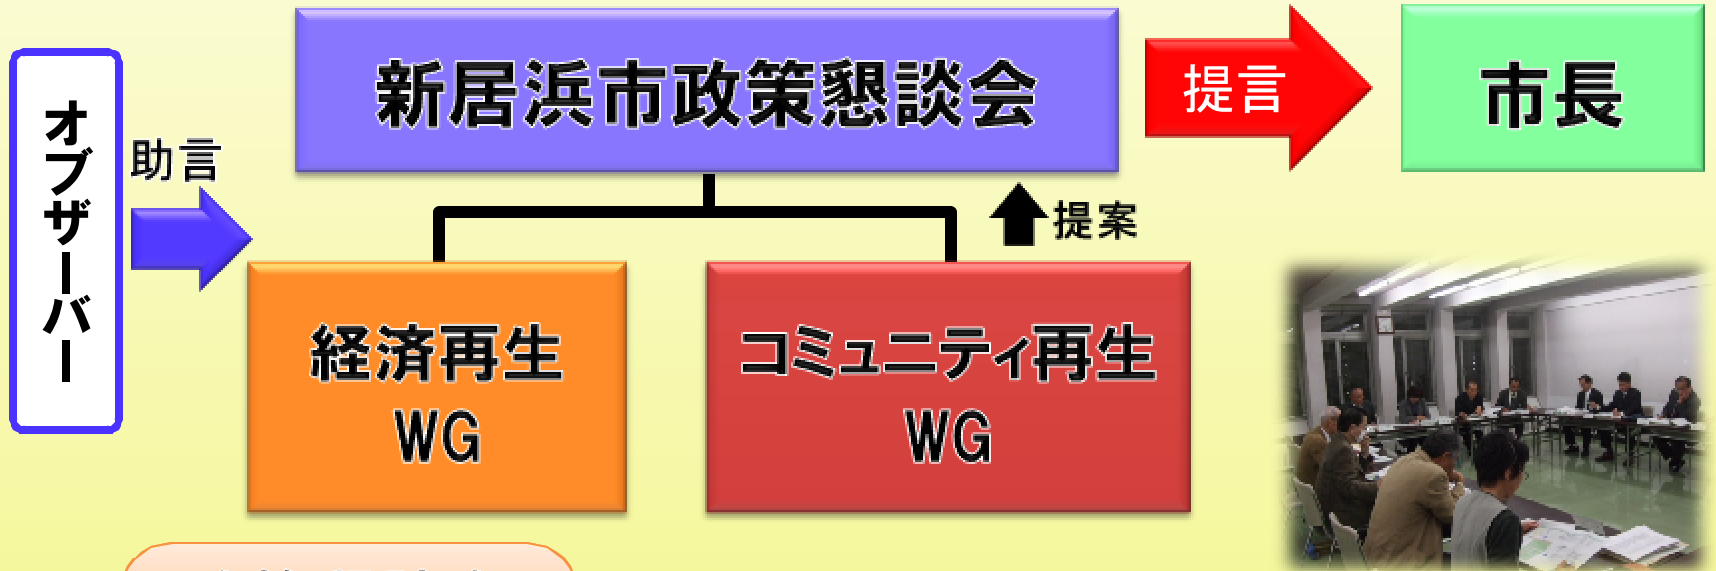 新居浜市政策懇談会
提言
市長
オブザーバー
助言
提案
経済再生
WG
コミュニティ再生
WG